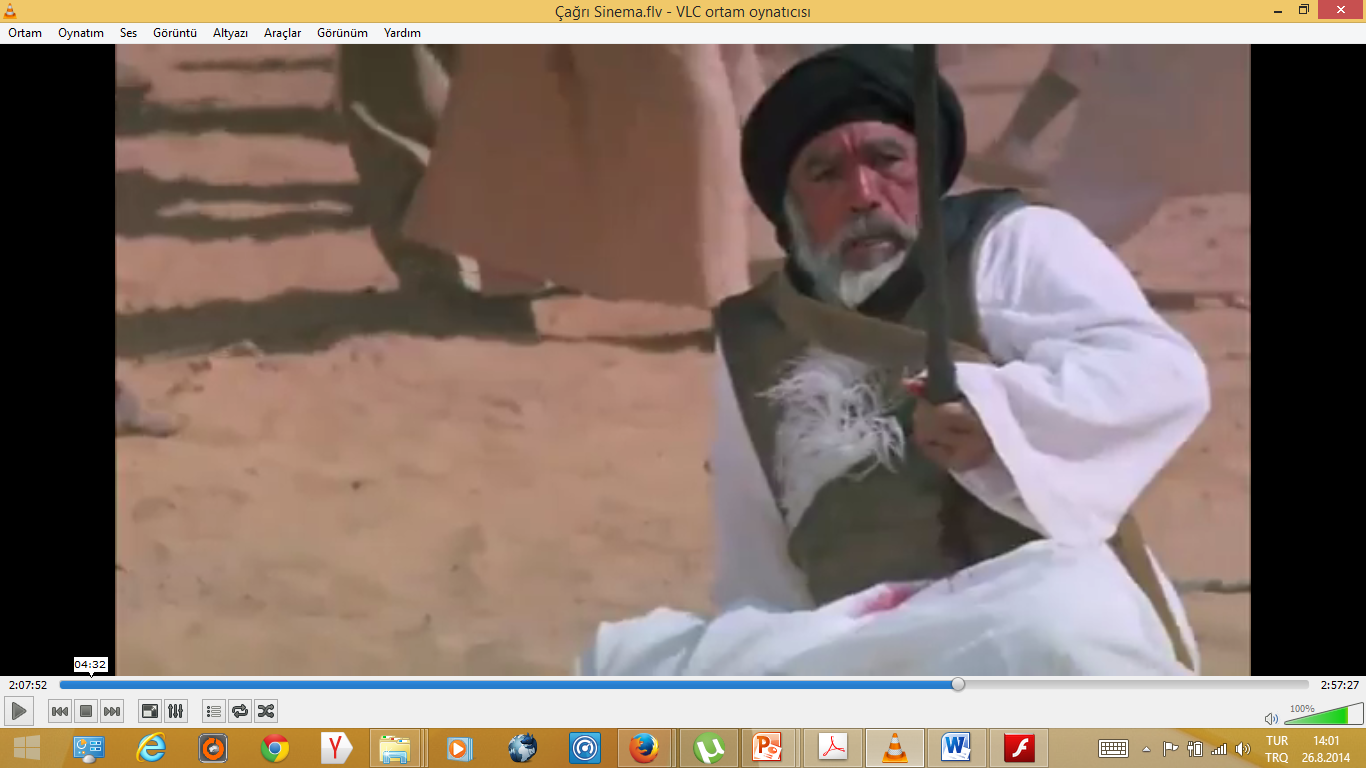 Çağrı Sinema.flv - VLC ortam oynatıcısı
Ortam Oynatım Ses Görüntü Altyazı Araçlar Görünüm Yardım
04:32
2:07:52 2:57:27
100%
TUR 14:01
TRQ 26.8.2014